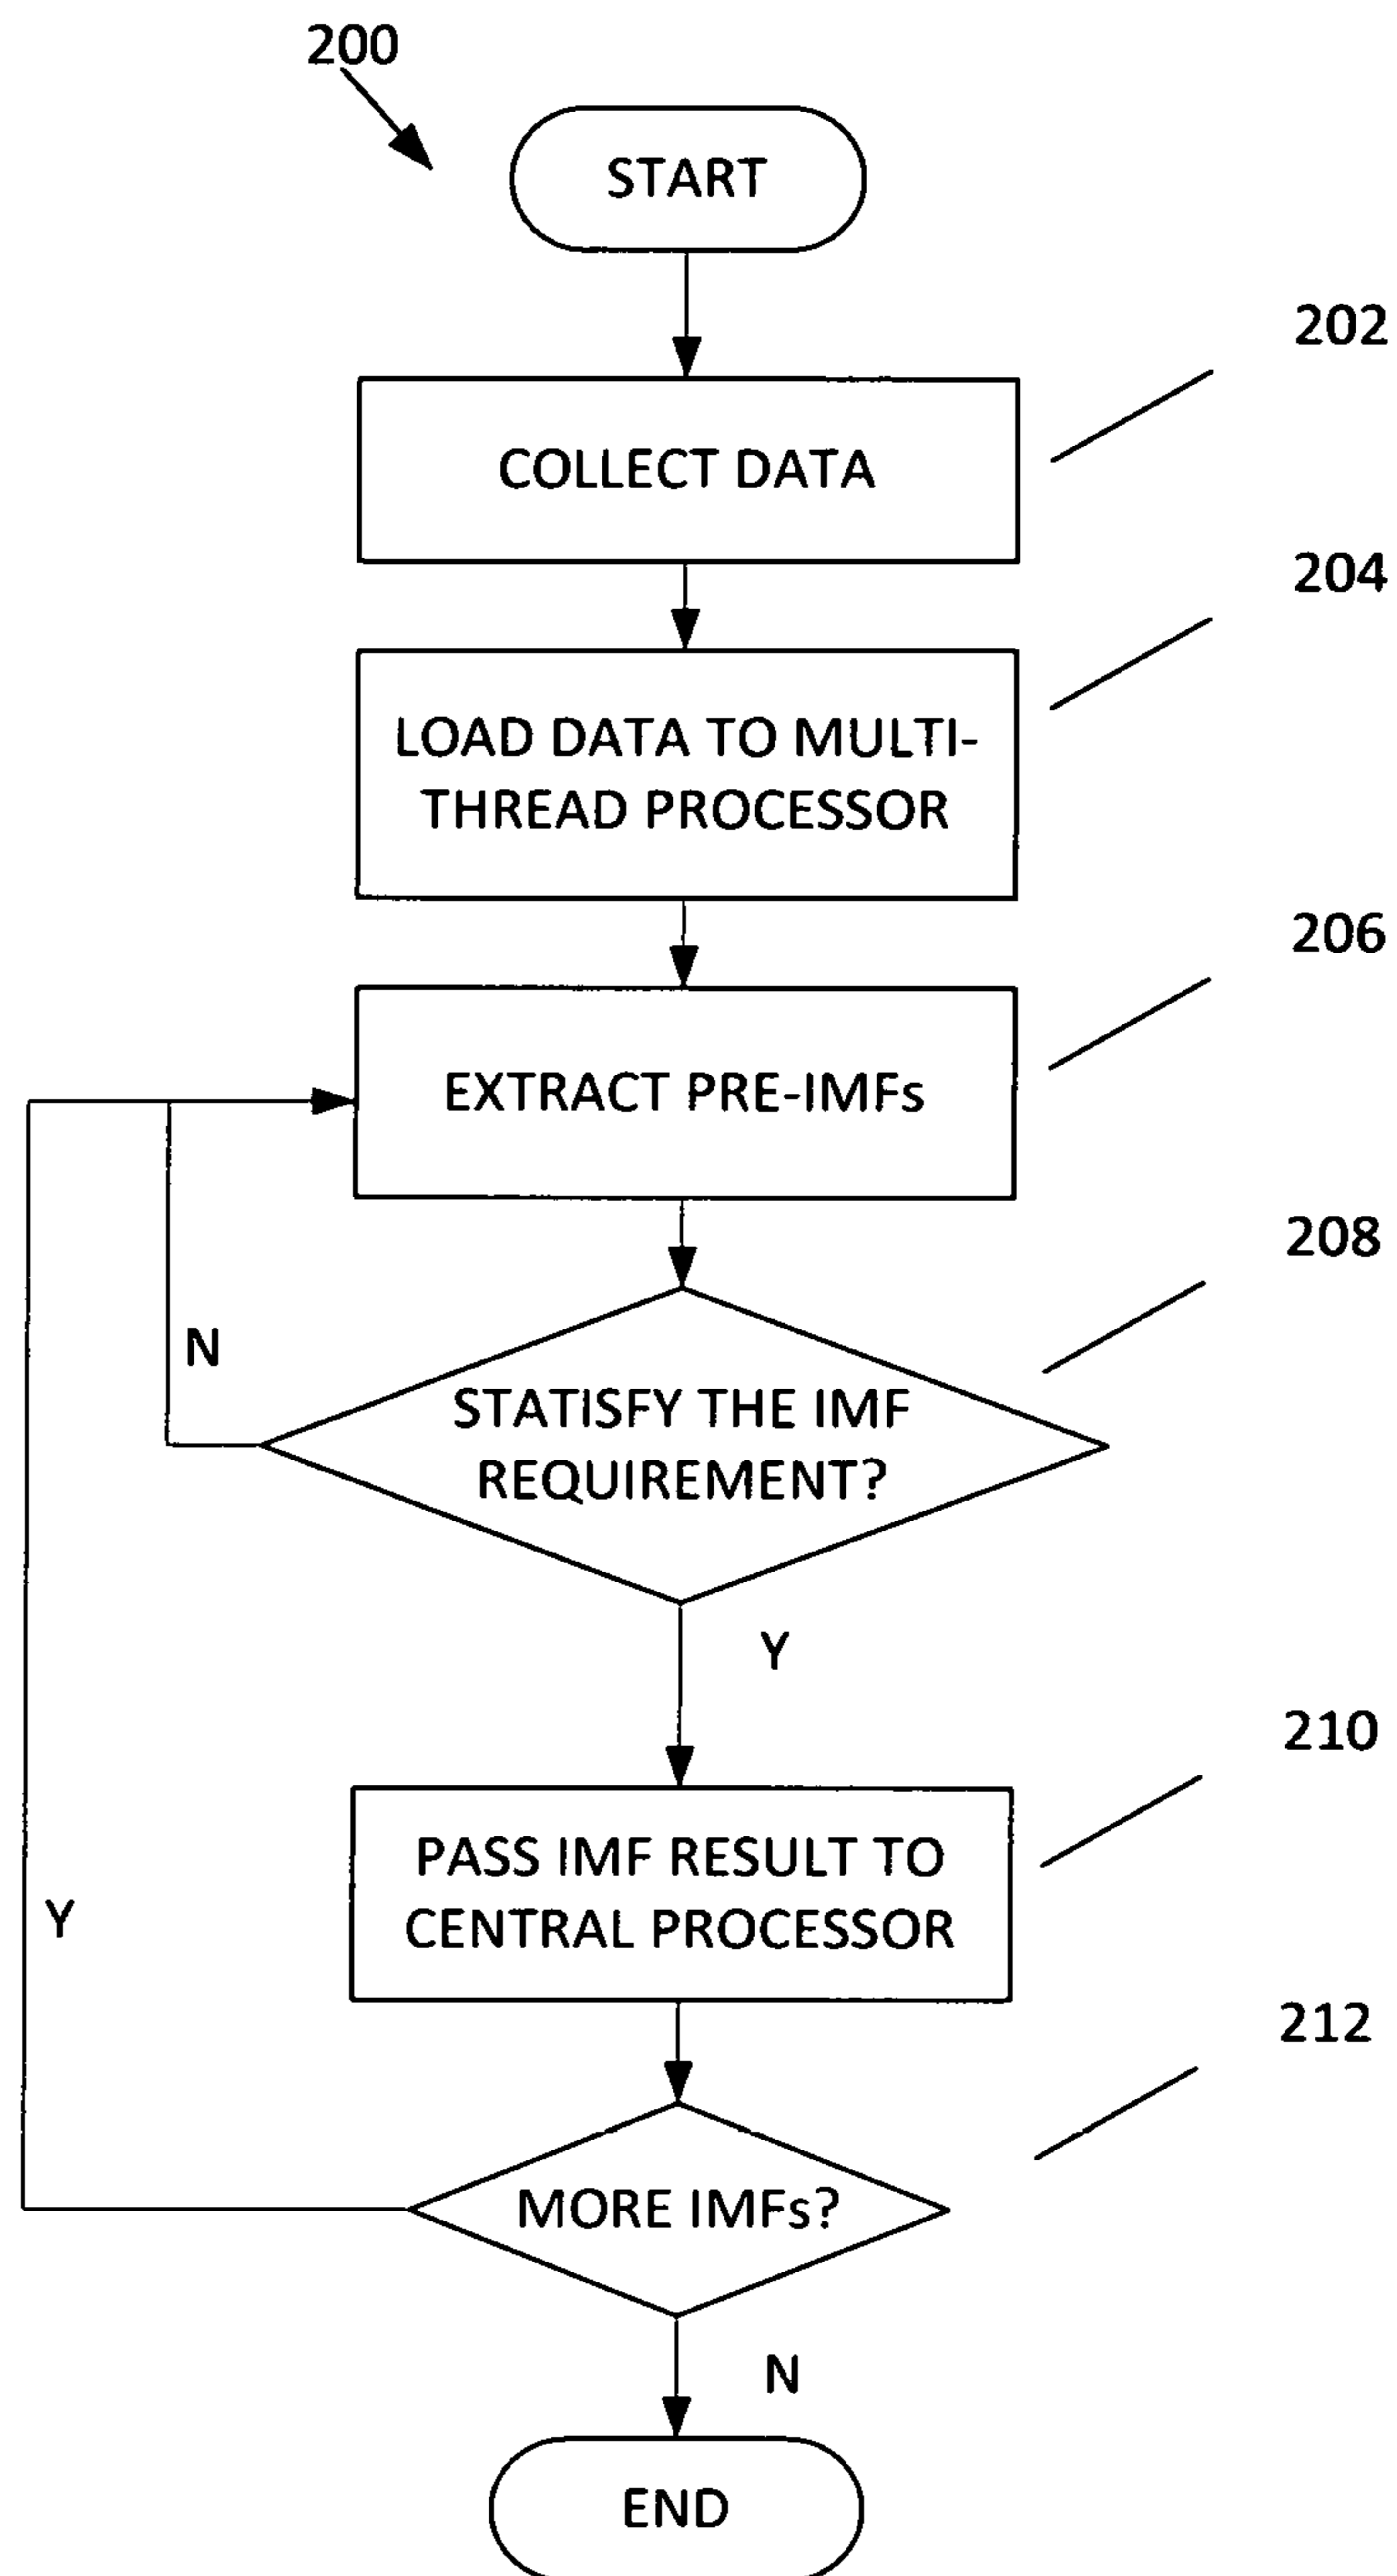 200
START
202
COLLECT DATA
204
LOAD DATA TO MULTI-
THREAD PROCESSOR
206
EXTRACT PRE-IMFs
208
N
STATISFY THE IMF
REQUIREMENT?
Y
210
PASS IMF RESULT TO
CENTRAL PROCESSOR
Y
212
MORE IMFs?
N
END